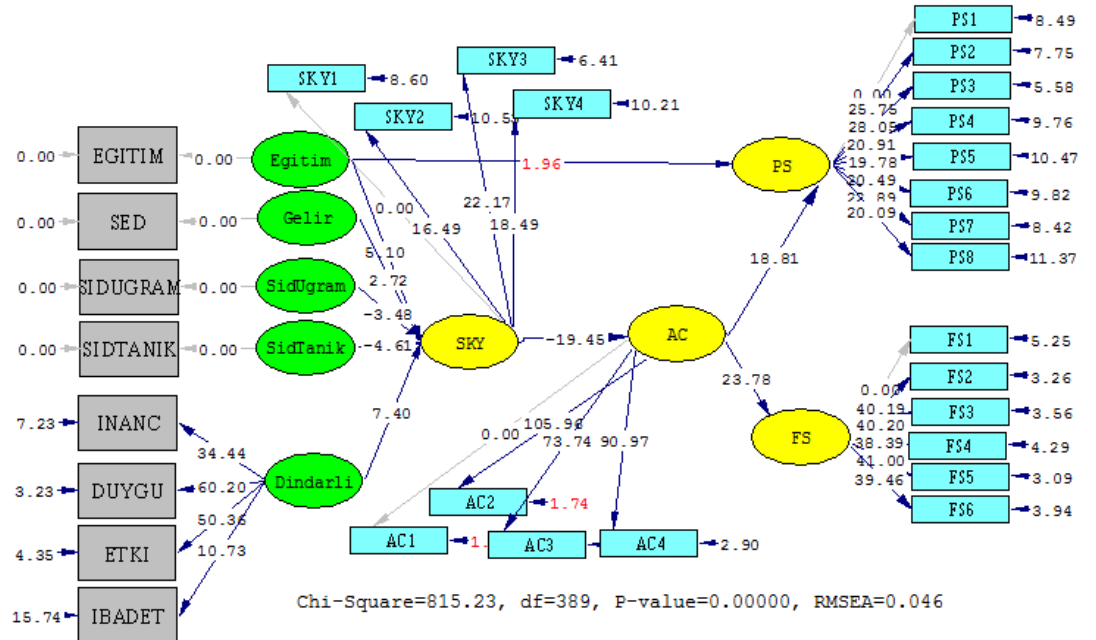 PS1 8.49
SKY3 6.41
PS2 7.75
SKY1 8.60
PS3 5.58
0.00
SKY4 10.21
25.75
SKY2
28.05
PS4 9.76
0.00 EGITIM 0.00 Egitim
1.96
PS
20.91
PS5 10.47
19.78
20.49
PS6 9.82
0.00 SED 0.00 Gelir
0.00
22.17
20.09
PS7 8.42
16.49
18.49
5.10
PS8 11.37
18.81
2.72
0.00 SIDUGRAM 0.00 SidUgram
-3.48
0.00 SIDTANIK 0.00 SidTanik
-4.61
SKY
-19.45
AC
FS1 5.25
23.78
FS2 3.26
0.00
7.23 INANC
7.40
40.19
FS3 3.56
40.20
0.00
105.96
73.74
90.97
FS
38.39
FS4 4.29
34.44
41.00
FS5 3.09
3.23 DUYGU 60.20 Dindarli
39.46
AC2 1.74
FS6 3.94
50.36
4.35 ETKI
10.73
AC1
AC3
AC4 2.90
15.74 IBADET
Chi-Square=815.23, df=389, P-value=0.00000, RMSEA=0.046